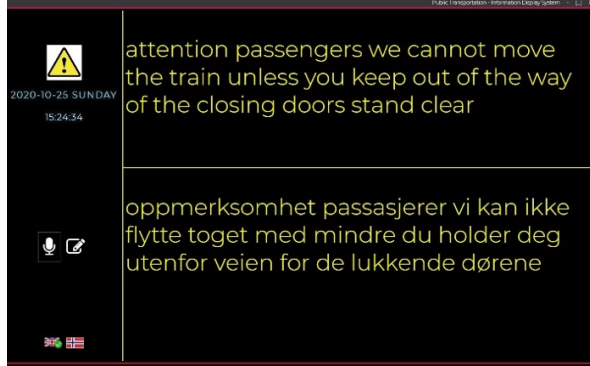 Public Transportation - Information Display System
2020-10-25 SUNDAY
15:24:34
attention passengers we cannot move
the train unless you keep out of the way
of the closing doors stand clear
oppmerksomhet passasjerer vi kan ikke
flytte toget med mindre du holder deg
utenfor veien for de lukkende dørene